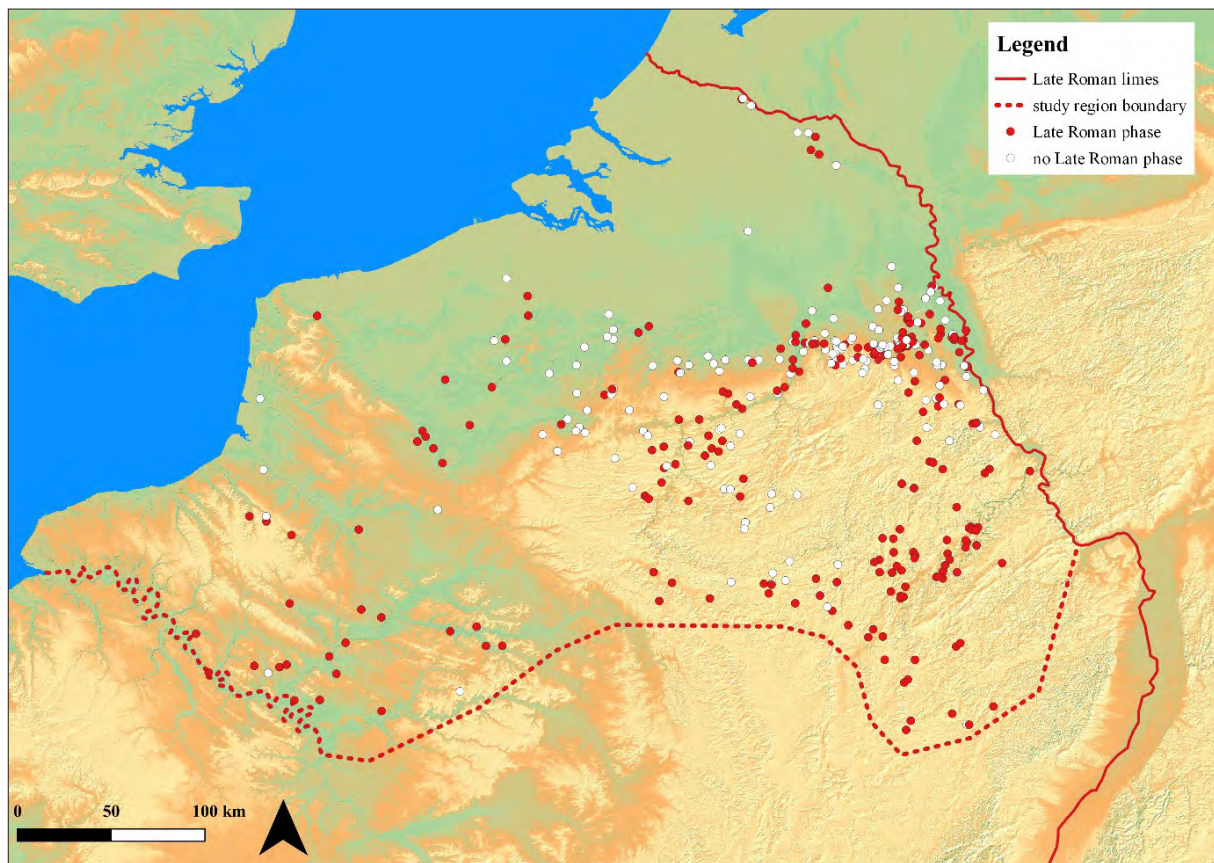 Legend
Late Roman limes
study region boundary
Late Roman phase
no Late Roman phase
0 50 100 km